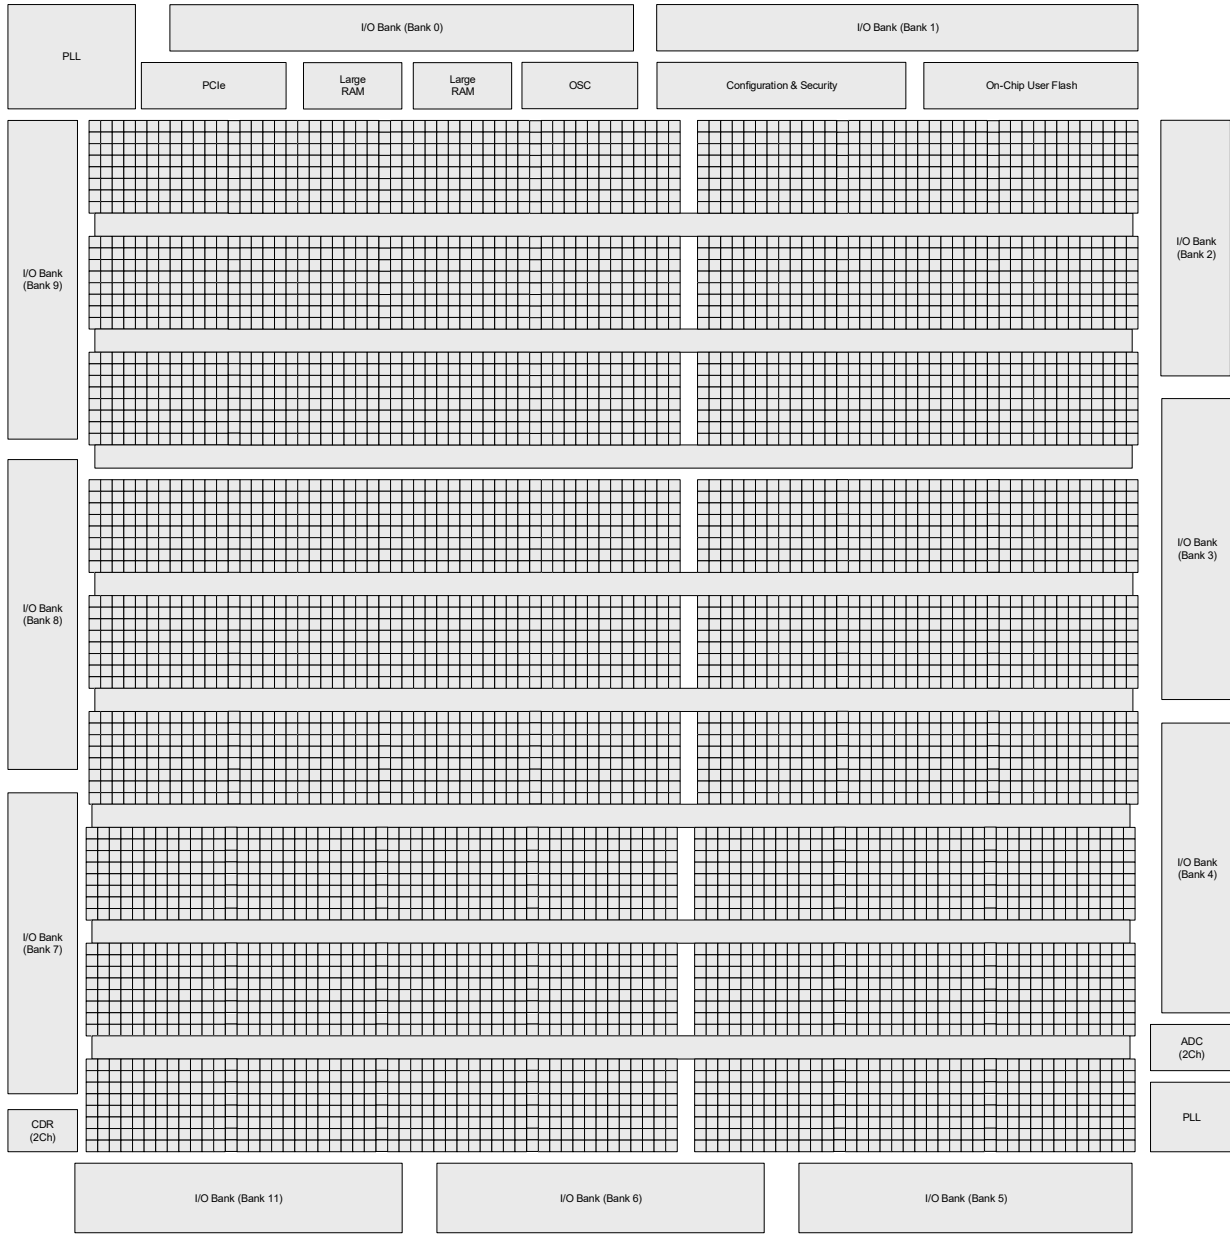 PLL
I/O Bank (Bank 0)
I/O Bank (Bank 1)
PCIe
Large
RAM
Large
RAM
OSC
Configuration & Security
On-Chip User Flash
I/O Bank
(Bank 9)
I/O Bank
(Bank 2)
I/O Bank
(Bank 3)
I/O Bank
(Bank 8)
I/O Bank
(Bank 4)
I/O Bank
(Bank 7)
ADC
(2Ch)
CDR
(2Ch)
PLL
I/O Bank (Bank 11)
I/O Bank (Bank 6)
I/O Bank (Bank 5)